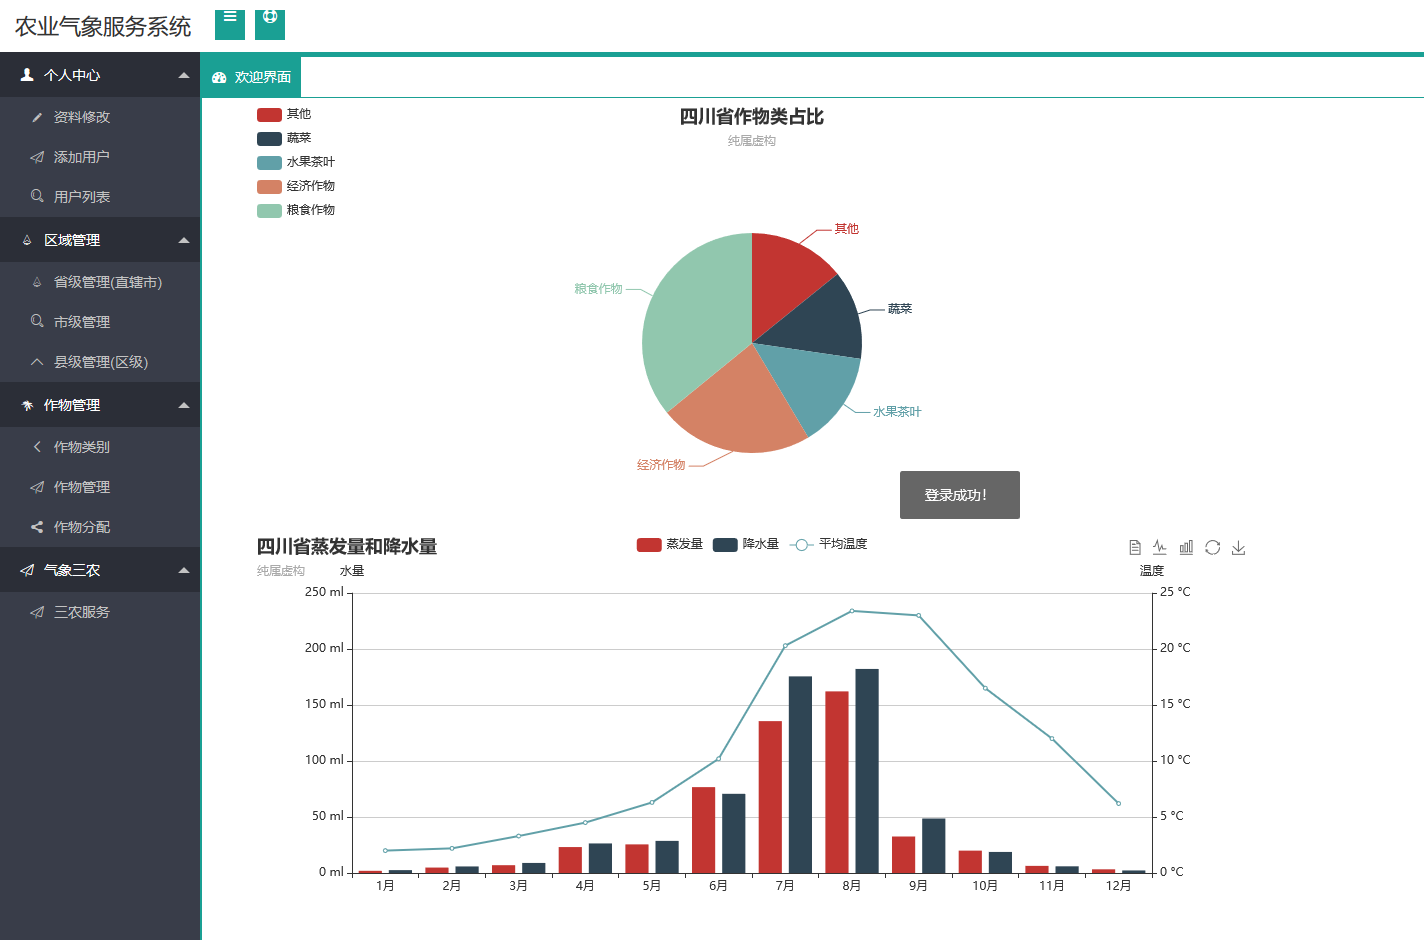 农业气象服务系统
个人中心
资料修改
添加用户
用户列表
区域管理
省级管理(直辖市)
市级管理
县级管理(区级)
作物管理
作物类别
作物管理
作物分配
气象三农
三农服务
欢迎界面
四川省作物类占比
纯属虚构
其他
蔬菜
水果茶叶
经济作物
粮食作物
其他
蔬菜
水果茶叶
经济作物
粮食作物
登录成功!
四川省蒸发量和降水量
纯属虚构
蒸发量 降水量 平均温度
水量
温度
250 ml
200 ml
150 ml
100 ml
50 ml
0 ml
25 °C
20 °C
15 °C
10 °C
5 °C
0 °C
1月 2月 3月 4月 5月 6月 7月 8月 9月 10月 11月 12月